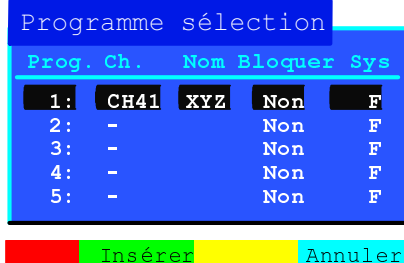 Programme sélection
Prog. Ch. Nom Bloquer Sys
1: CH41 XYZ Non F
2: - Non F
3: - Non F
4: - Non F
5: - Non F
Insérer Annuler